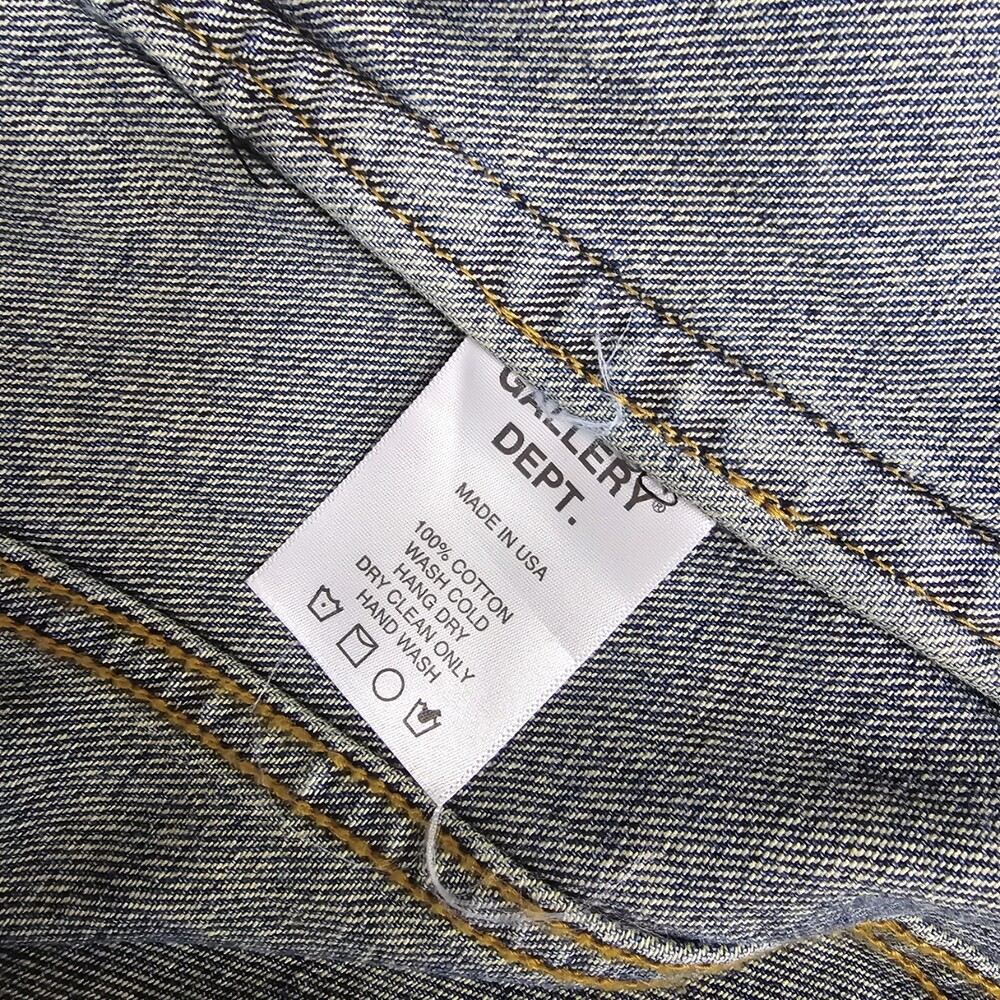 GALLERY®
DEPT.
MADE IN USA
100% COTTON
WASH COLD
HANG DRY
DRY CLEAN ONLY
HAND WASH